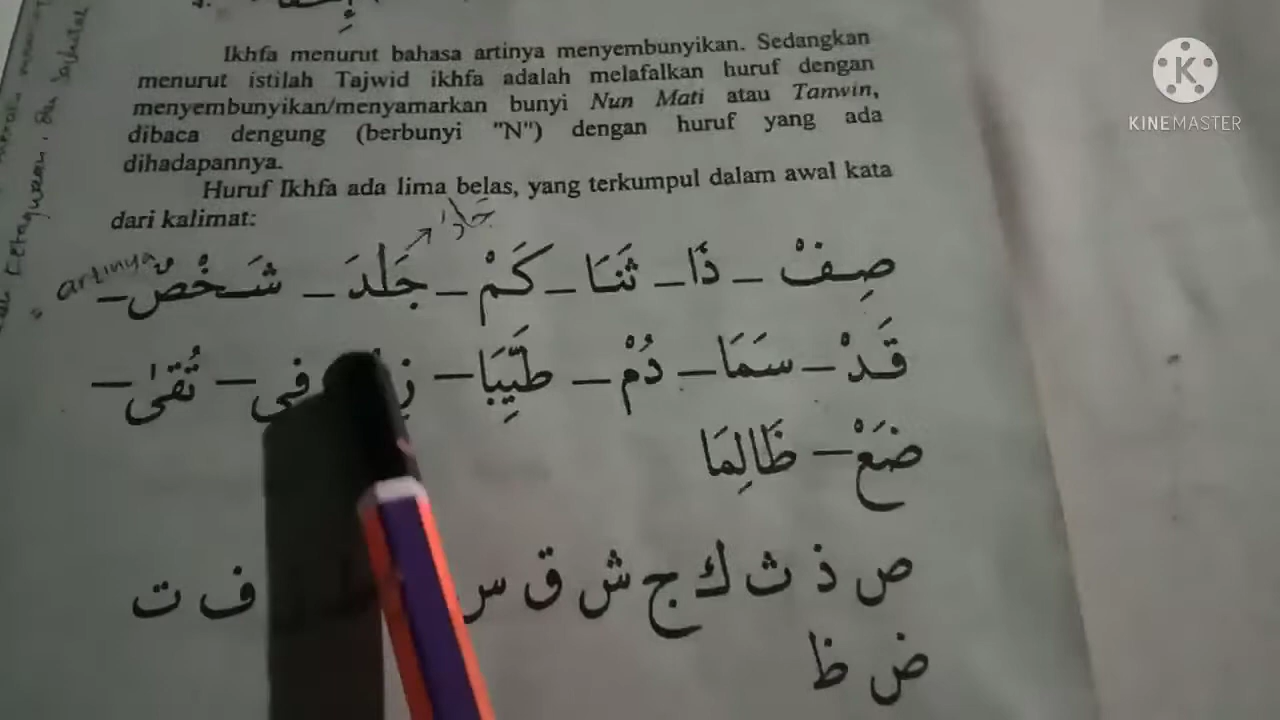 Ikhfa menurut bahasa artinya menyembunyikan. Sedangkan
menurut istilah Tajwid ikhfa adalah melafalkan huruf dengan
menyembunyikan/menyamarkan bunyi Nun Mati atau Tanwin,
dibaca dengung (berbunyi "N") dengan huruf yang ada
dihadapannya.
Huruf Ikhfa ada lima belas, yang terkumpul dalam awal kata
dari kalimat:
artinya
صِفْ – ذَا – ثَنَا – كَمْ – جَلَدَ – شَخْصٌ –
قَدْ – سَمَا – دُمْ – طَيِّبَا – فِى – تُقىٰ –
ضَعْ – ظَالِمَا
ص ذ ث ك ج ش ق س ف ت
ض ظ
KINEMASTER